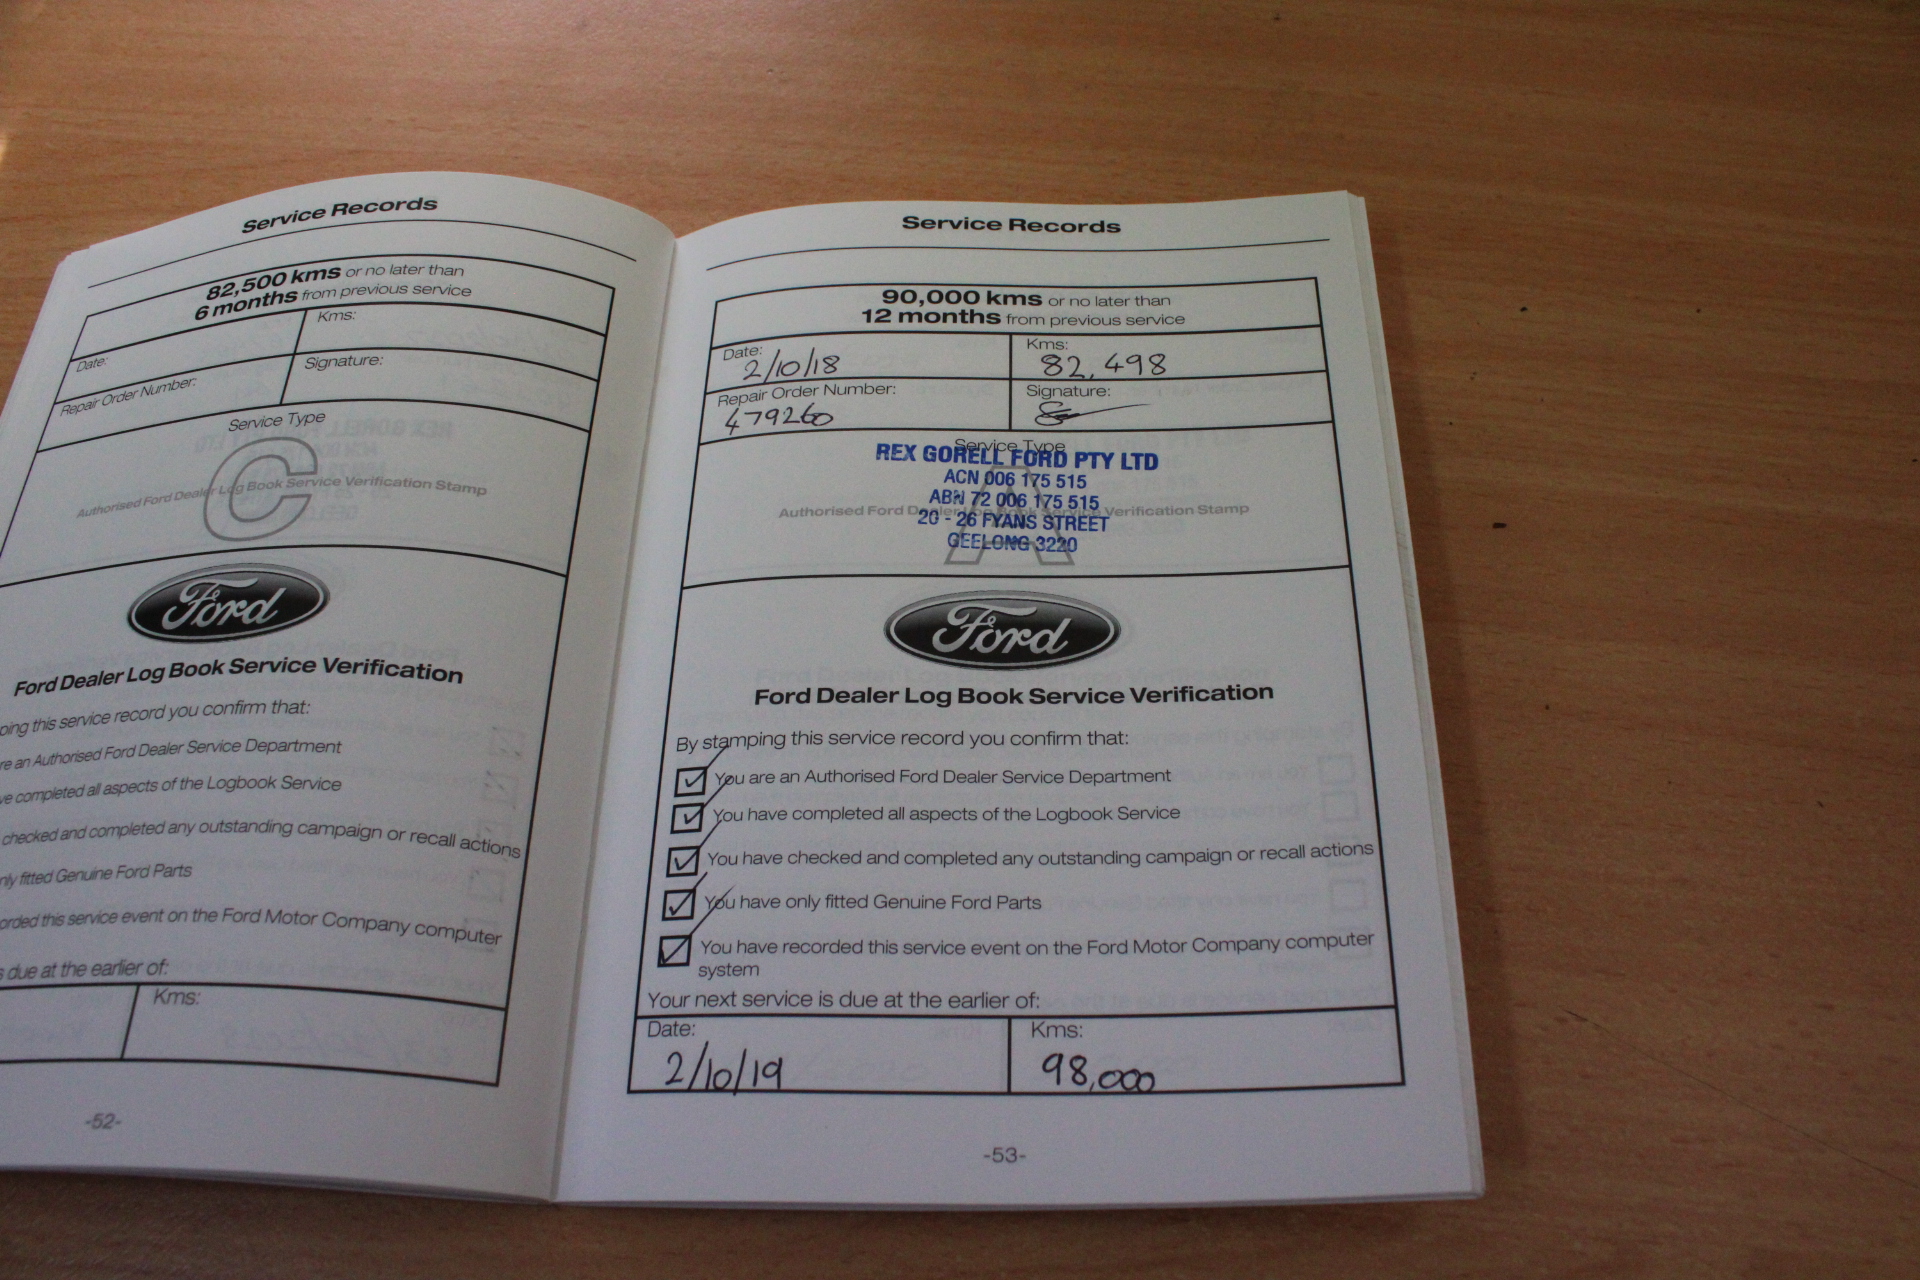 Service Records
82,500 kms or no later than
6 months from previous service
Date:
Kms:
Repair Order Number:
Signature:
Service Type
C
Authorised Ford Dealer Log Book Service Verification Stamp
Ford
Ford Dealer Log Book Service Verification
ping this service record you confirm that:
re an Authorised Ford Dealer Service Department
ve completed all aspects of the Logbook Service
checked and completed any outstanding campaign or recall actions
nly fitted Genuine Ford Parts
orded this service event on the Ford Motor Company computer
s due at the earlier of:
Kms:
-52-
Service Records
90,000 kms or no later than
12 months from previous service
Date:
2/10/18
Kms:
82,498
Repair Order Number:
479260
Signature:
Service Type
REX GORELL FORD PTY LTD
ACN 006 175 515
ABN 72 006 175 515
Authorised Ford Dealer Log Book Service Verification Stamp
20 - 26 FYANS STREET
GEELONG 3220
A
Ford
Ford Dealer Log Book Service Verification
By stamping this service record you confirm that:
You are an Authorised Ford Dealer Service Department
You have completed all aspects of the Logbook Service
You have checked and completed any outstanding campaign or recall actions
You have only fitted Genuine Ford Parts
You have recorded this service event on the Ford Motor Company computer
system
Your next service is due at the earlier of:
Date:
2/10/19
Kms:
98,000
-53-